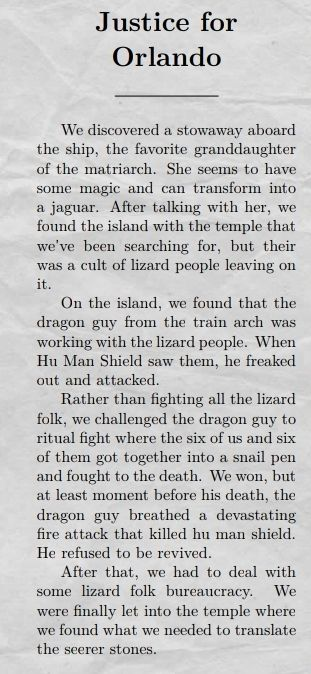 Justice for
Orlando
We discovered a stowaway aboard
the ship, the favorite granddaughter
of the matriarch. She seems to have
some magic and can transform into
a jaguar. After talking with her, we
found the island with the temple that
we've been searching for, but their
was a cult of lizard people leaving on
it.
On the island, we found that the
dragon guy from the train arch was
working with the lizard people. When
Hu Man Shield saw them, he freaked
out and attacked.
Rather than fighting all the lizard
folk, we challenged the dragon guy to
ritual fight where the six of us and six
of them got together into a snail pen
and fought to the death. We won, but
at least moment before his death, the
dragon guy breathed a devastating
fire attack that killed hu man shield.
He refused to be revived.
After that, we had to deal with
some lizard folk bureaucracy. We
were finally let into the temple where
we found what we needed to translate
the seerer stones.